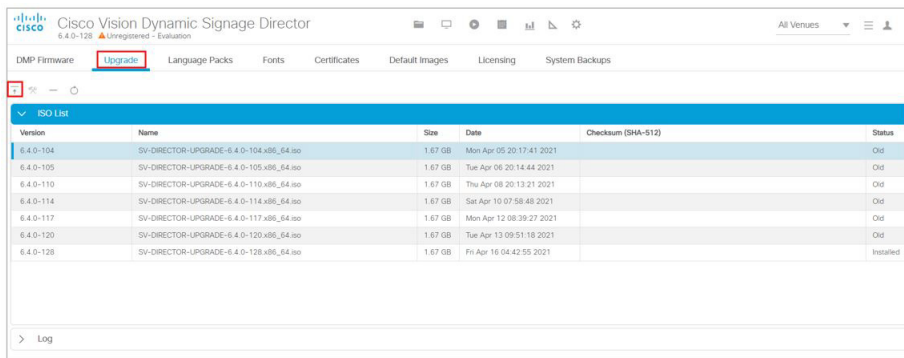 cisco Cisco Vision Dynamic Signage Director All Venues
6.4.0-128 Unregistered - Evaluation
DMP Firmware Upgrade Language Packs Fonts Certificates Default Images Licensing System Backups
ISO List
Version Name Size Date Checksum (SHA-512) Status
6.4.0-104 SV-DIRECTOR-UPGRADE-6.4.0-104.x86_64.iso 1.67 GB Mon Apr 05 20:17:41 2021 Old
6.4.0-105 SV-DIRECTOR-UPGRADE-6.4.0-105.x86_64.iso 1.67 GB Tue Apr 06 20:14:44 2021 Old
6.4.0-110 SV-DIRECTOR-UPGRADE-6.4.0-110.x86_64.iso 1.67 GB Thu Apr 08 20:13:21 2021 Old
6.4.0-114 SV-DIRECTOR-UPGRADE-6.4.0-114.x86_64.iso 1.67 GB Sat Apr 10 07:58:48 2021 Old
6.4.0-117 SV-DIRECTOR-UPGRADE-6.4.0-117.x86_64.iso 1.67 GB Mon Apr 12 08:39:27 2021 Old
6.4.0-120 SV-DIRECTOR-UPGRADE-6.4.0-120.x86_64.iso 1.67 GB Tue Apr 13 09:51:18 2021 Old
6.4.0-128 SV-DIRECTOR-UPGRADE-6.4.0-128.x86_64.iso 1.67 GB Fri Apr 16 04:42:55 2021 Installed
Log